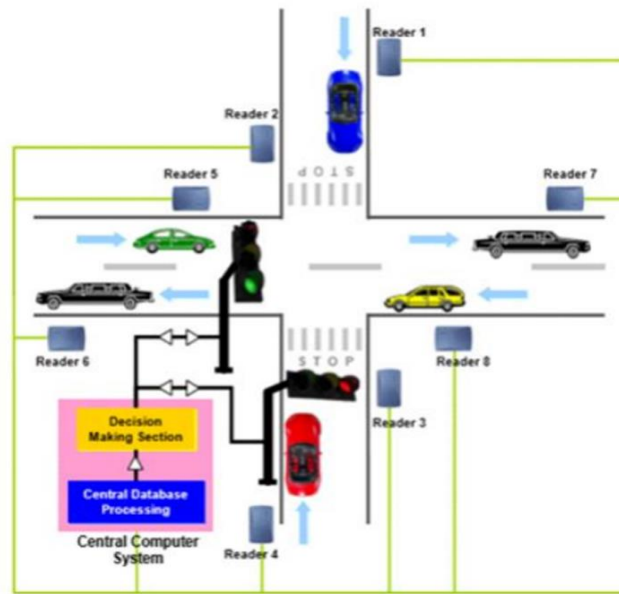 Reader 1
Reader 2
STOP
Reader 5
Reader 7
Reader 6
STOP
Reader 8
Reader 3
Decision
Making Section
Central Database
Processing
Central Computer
System
Reader 4